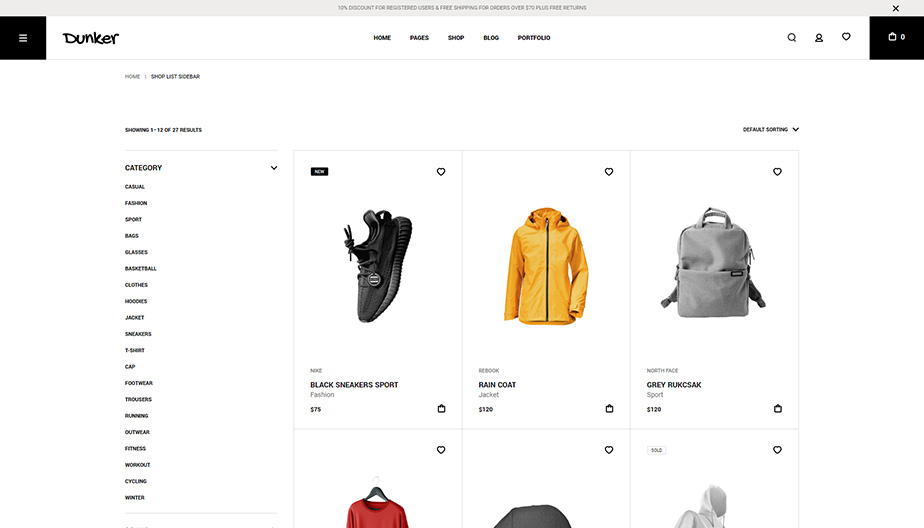 10% DISCOUNT FOR REGISTERED USERS & FREE SHIPPING FOR ORDERS OVER $70 PLUS FREE RETURNS
Dunker
HOME PAGES SHOP BLOG PORTFOLIO
0
HOME SHOP LIST SIDEBAR
SHOWING 1–12 OF 27 RESULTS
DEFAULT SORTING
CATEGORY
CASUAL
FASHION
SPORT
BAGS
GLASSES
BASKETBALL
CLOTHES
HOODIES
JACKET
SNEAKERS
T-SHIRT
CAP
FOOTWEAR
TROUSERS
RUNNING
OUTWEAR
FITNESS
WORKOUT
CYCLING
WINTER
NEW
NIKE
BLACK SNEAKERS SPORT
Fashion
$75
REBOOK
RAIN COAT
Jacket
$120
NORTH FACE
GREY RUKCSAK
Sport
$120
SOLD